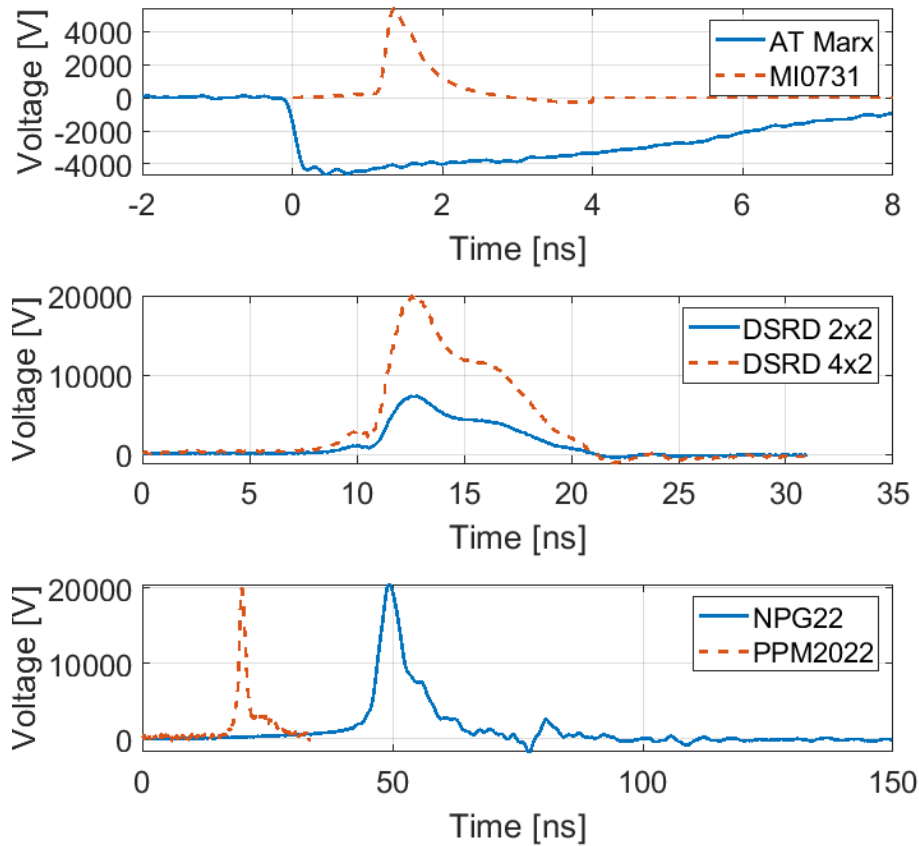 Voltage [V]
4000
2000
0
-2000
-4000
AT Marx
MI0731
-2 0 2 4 6 8
Time [ns]
Voltage [V]
20000
10000
0
DSRD 2x2
DSRD 4x2
0 5 10 15 20 25 30 35
Time [ns]
Voltage [V]
20000
10000
0
NPG22
PPM2022
0 50 100 150
Time [ns]